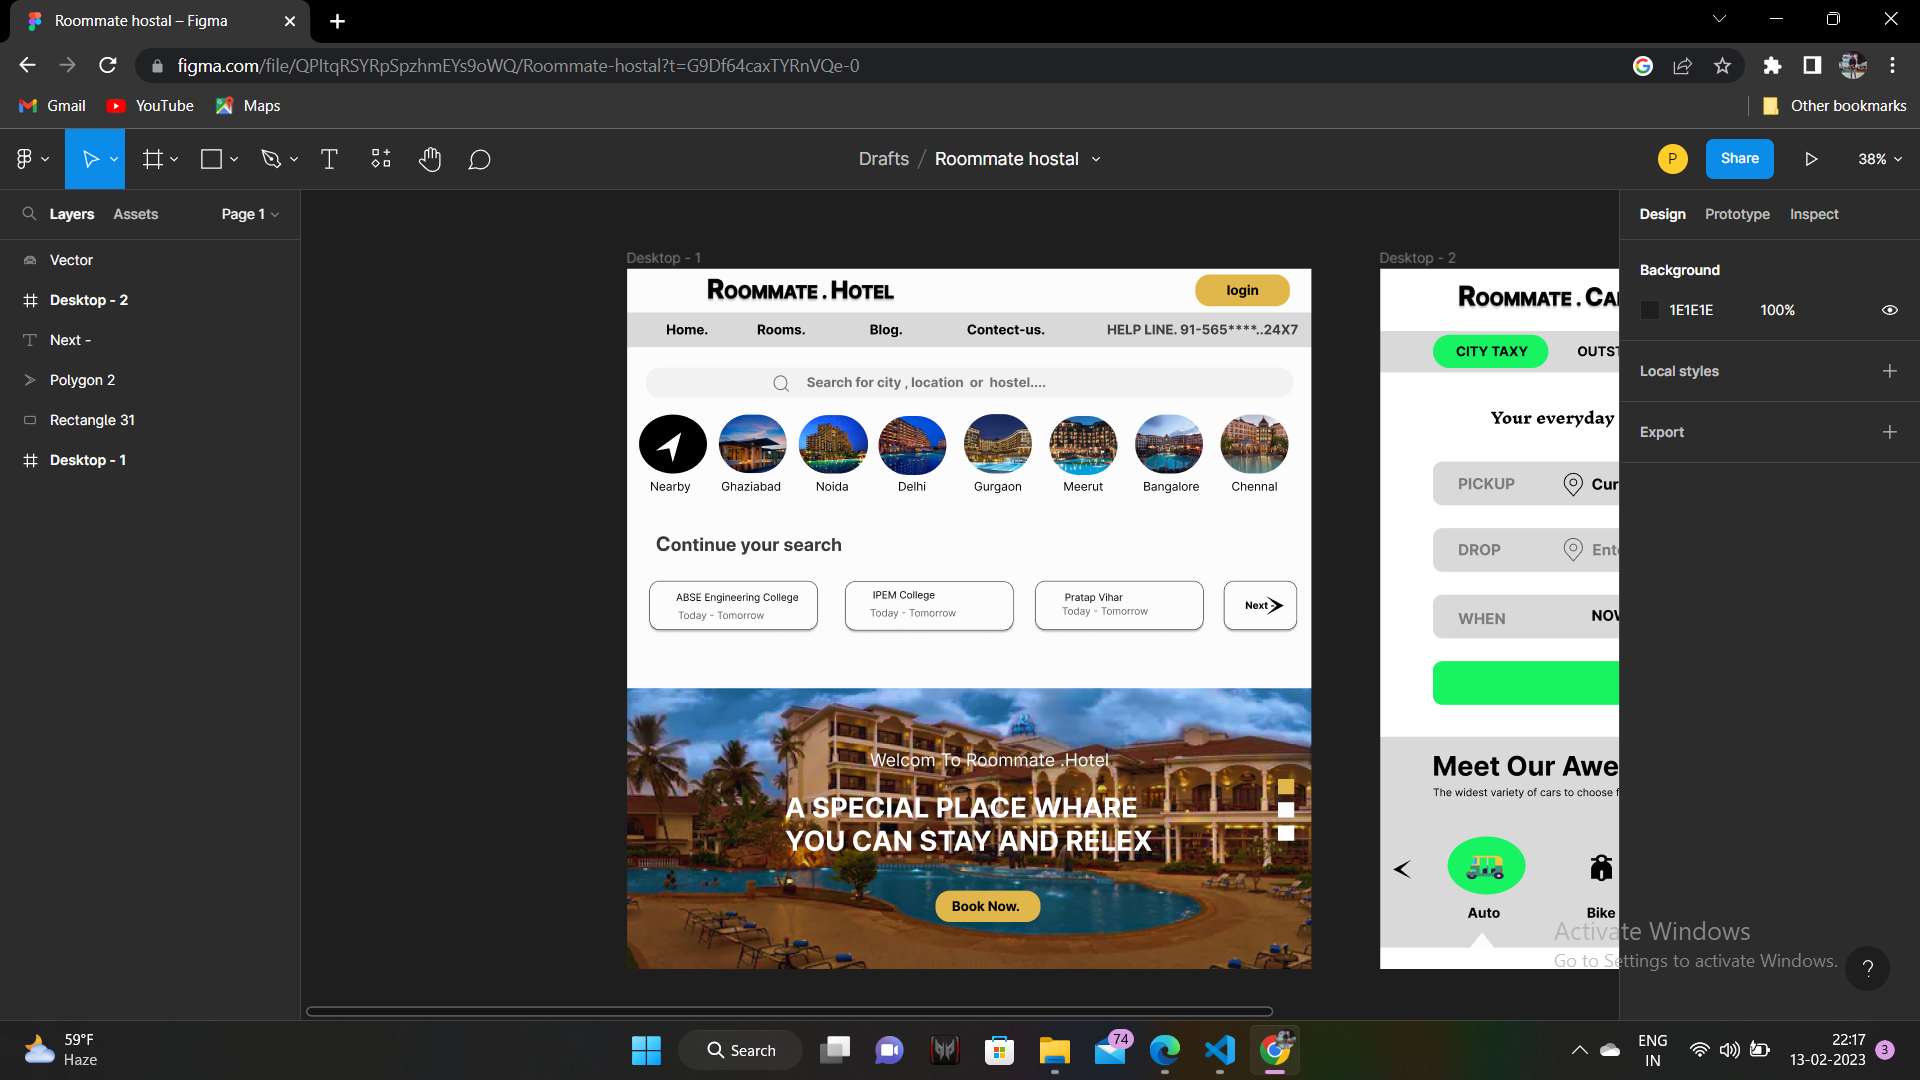 Roommate hostal – Figma
figma.com/file/QPItqRSYRpSpzhmEYs9oWQ/Roommate-hostal?t=G9Df64caxTYRnVQe-0
Gmail YouTube Maps Other bookmarks
Drafts / Roommate hostal P Share 38%
Layers Assets Page 1 Design Prototype Inspect
Vector
Desktop - 2
Next -
Polygon 2
Rectangle 31
Desktop - 1
Desktop - 1
ROOMMATE . HOTEL login
Home. Rooms. Blog. Contect-us. HELP LINE. 91-565****..24X7
Search for city , location or hostel....
Nearby Ghaziabad Noida Delhi Gurgaon Meerut Bangalore Chennal
Continue your search
ABSE Engineering College
Today - Tomorrow
IPEM College
Today - Tomorrow
Pratap Vihar
Today - Tomorrow
Next -
Welcom To Roommate .Hotel
A SPECIAL PLACE WHARE
YOU CAN STAY AND RELEX
Book Now.
Desktop - 2
ROOMMATE . CA
CITY TAXY OUTST
Your everyday
PICKUP Cur
DROP Ente
WHEN NOW
Meet Our Awe
The widest variety of cars to choose f
Auto Bike
Background
1E1E1E 100%
Local styles
Export
Activate Windows
Go to Settings to activate Windows.
?
59°F
Haze
Search
74
ENG
IN
22:17
13-02-2023
3